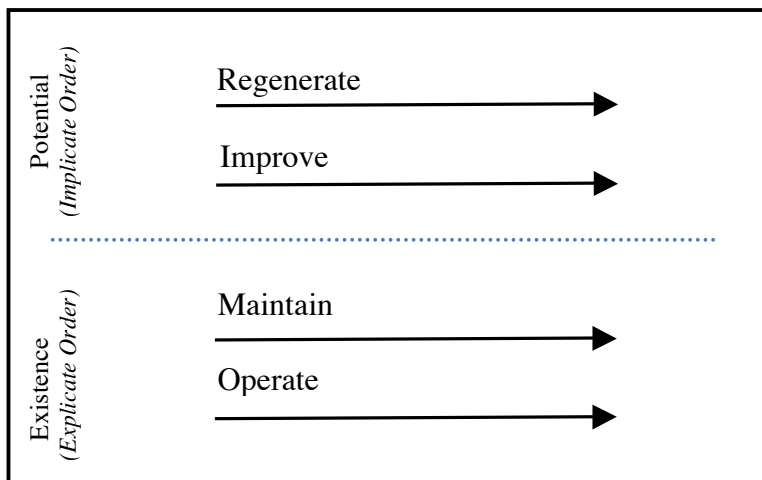 Potential
(Implicate Order)
Regenerate
Improve
Existence
(Explicate Order)
Maintain
Operate